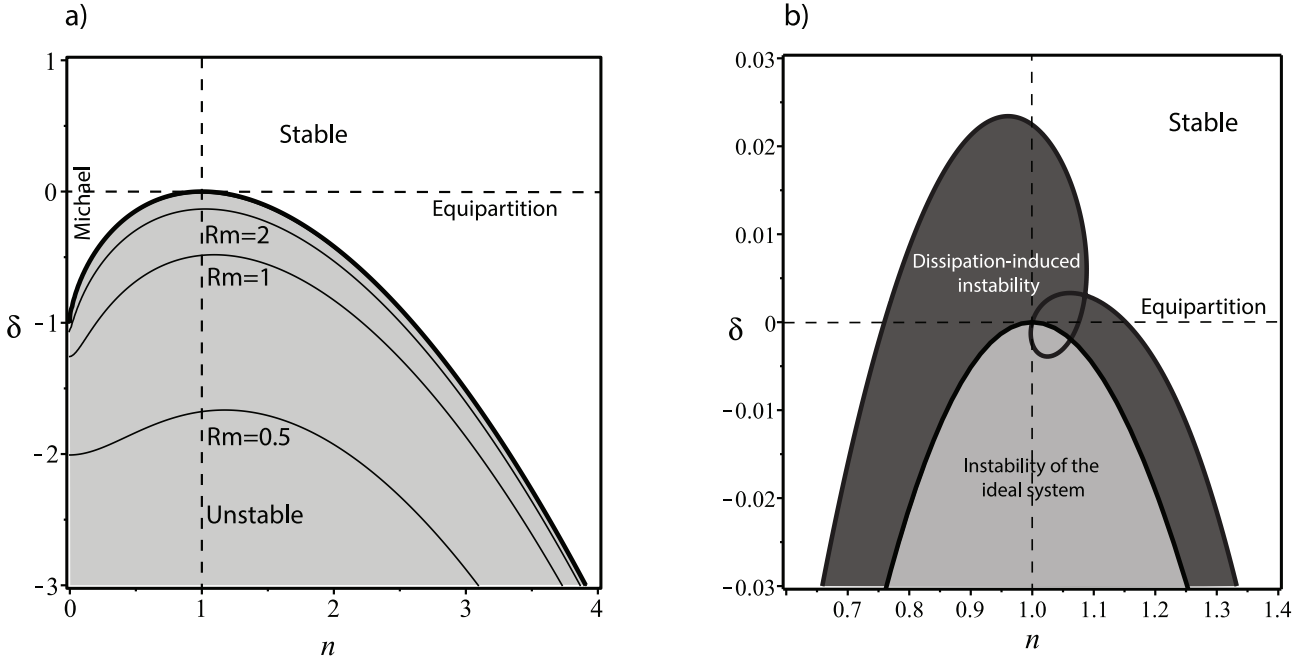 a)
1
0
-1
-2
-3
δ
Michael
Stable
Equipartition
Rm=2
Rm=1
Rm=0.5
Unstable
0
1
2
3
4
n
b)
0.03
0.02
0.01
0
-0.01
-0.02
-0.03
δ
Stable
Dissipation-induced
instability
Equipartition
Instability of the
ideal system
0.7
0.8
0.9
1.0
1.1
1.2
1.3
1.4
n